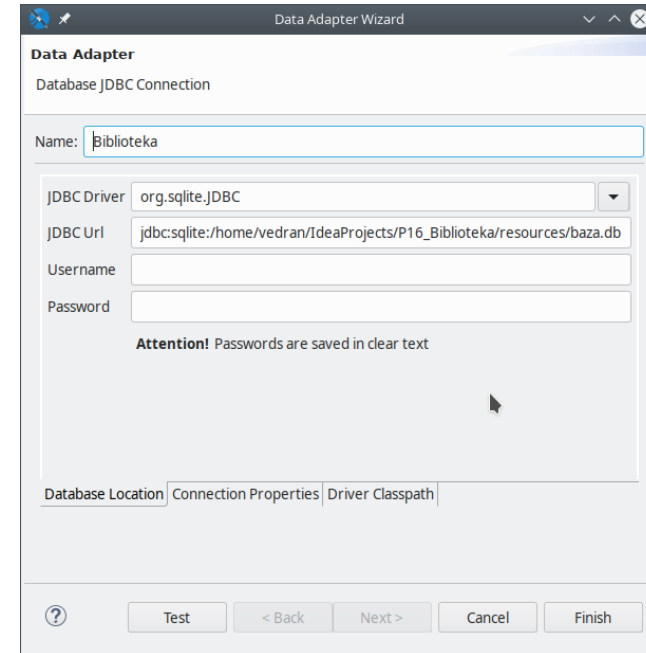 Data Adapter Wizard
Data Adapter
Database JDBC Connection
Name: Biblioteka
JDBC Driver org.sqlite.JDBC
JDBC Url jdbc:sqlite:/home/vedran/IdeaProjects/P16_Biblioteka/resources/baza.db
Username
Password
Attention! Passwords are saved in clear text
Database Location Connection Properties Driver Classpath
? Test < Back Next > Cancel Finish